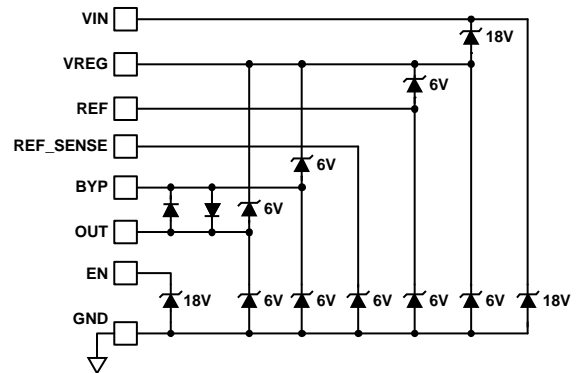 VIN
18V
VREG
6V
REF
REF_SENSE
6V
BYP
6V
OUT
EN
18V 6V 6V 6V 6V 6V 18V
GND